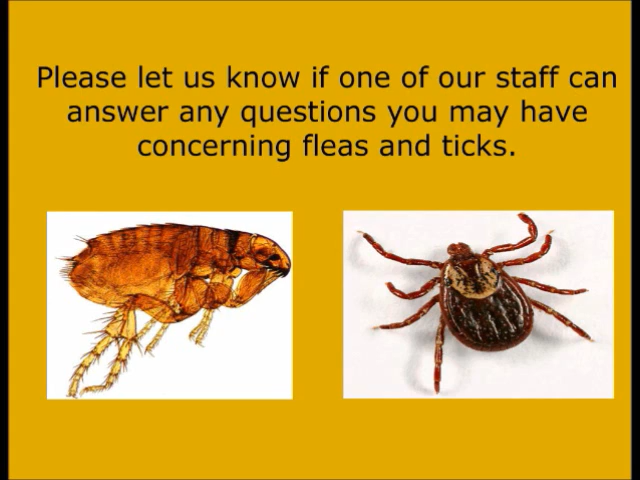 Please let us know if one of our staff can
answer any questions you may have
concerning fleas and ticks.